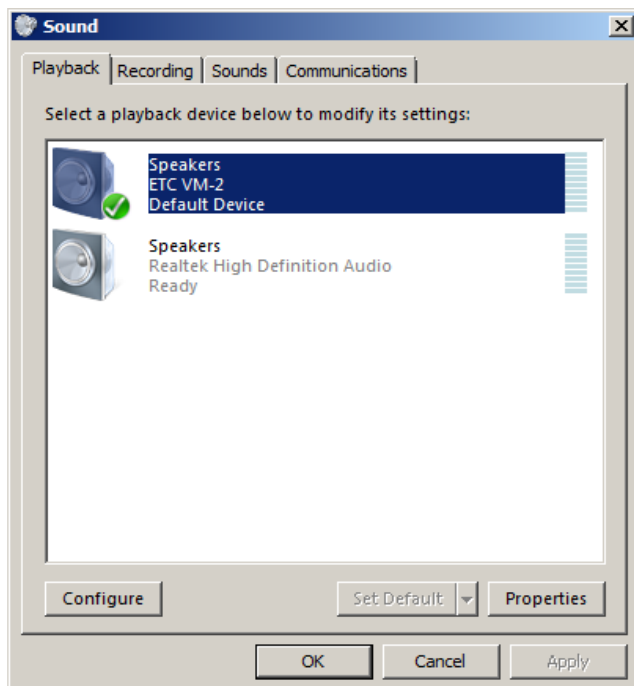 Sound
Playback Recording Sounds Communications
Select a playback device below to modify its settings:
Speakers
ETC VM-2
Default Device
Speakers
Realtek High Definition Audio
Ready
Configure Set Default Properties
OK Cancel Apply